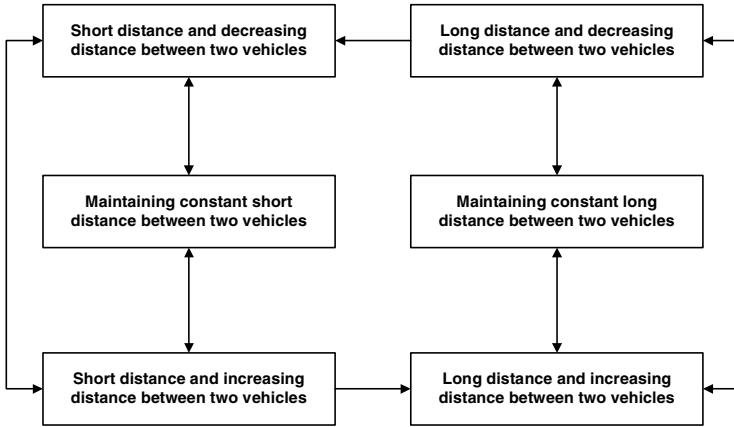 Short distance and decreasing
distance between two vehicles
Long distance and decreasing
distance between two vehicles
Maintaining constant short
distance between two vehicles
Maintaining constant long
distance between two vehicles
Short distance and increasing
distance between two vehicles
Long distance and increasing
distance between two vehicles